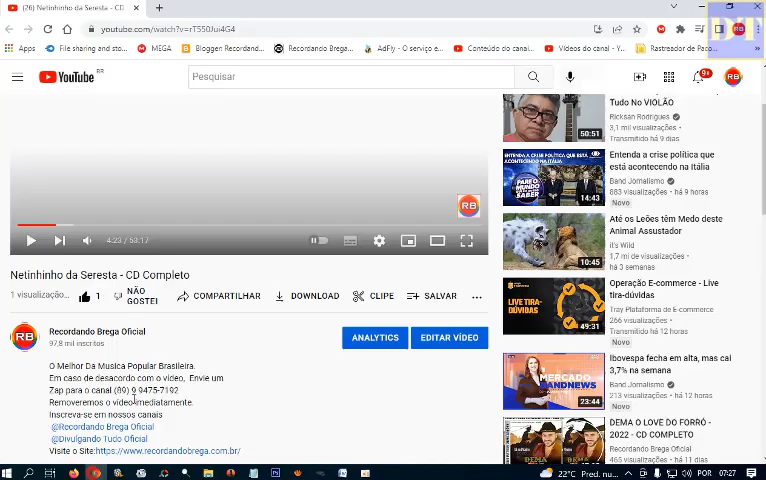 (26) Netinhinho da Seresta - CD
youtube.com/watch?v=rT550Jui4G4
Apps
File sharing and sto...
MEGA
Bloggerr Recordand...
Recordando Brega...
AdFly - O serviço e...
Conteúdo do canal...
Vídeos do canal - Y...
Rastreador de Paco...
DT
RB
YouTube BR
Pesquisar
9+
RB
RB
4:23 / 53:17
Netinhinho da Seresta - CD Completo
1 visualização...
1
NÃO GOSTEI
COMPARTILHAR
DOWNLOAD
CLIPE
SALVAR
RB
Recordando Brega Oficial
97,8 mil inscritos
ANALYTICS
EDITAR VÍDEO
O Melhor Da Musica Popular Brasileira.
Em caso de desacordo com o vídeo, Envie um
Zap para o canal (89) 9 9475-7192
Removeremos o vídeo imediatamente.
Inscreva-se em nossos canais
@Recordando Brega Oficial
@Divulgando Tudo Oficial
Visite o Site:https://www.recordandobrega.com.br/
50:51
Tudo No VIOLÃO
Ricksan Rodrigues
3,1 mil visualizações •
Transmitido há 9 dias
ENTENDA A CRISE POLÍTICA QUE ESTÁ
ACONTECENDO NA ITÁLIA
14:43
Entenda a crise política que
está acontecendo na Itália
Band Jornalismo
883 visualizações •
há 9 horas
Novo
10:45
Até os Leões têm Medo deste
Animal Assustador
it's Wild
1,7 mi de visualizações •
há 3 semanas
LIVE TIRA-
DÚVIDAS
49:31
Operação E-commerce - Live
tira-dúvidas
Tray Plataforma de E-commerce
266 visualizações •
Transmitido há 12 horas
MERCADO
BANDNEWS
23:44
Ibovespa fecha em alta, mas cai
3,7% na semana
Band Jornalismo
213 visualizações •
há 12 horas
Novo
DEMA
DEMA
DEMA O LOVE DO FORRÓ -
2022 - CD COMPLETO
Recordando Brega Oficial
465 visualizações •
há 11 dias
22°C Pred. nu...
POR
07:27